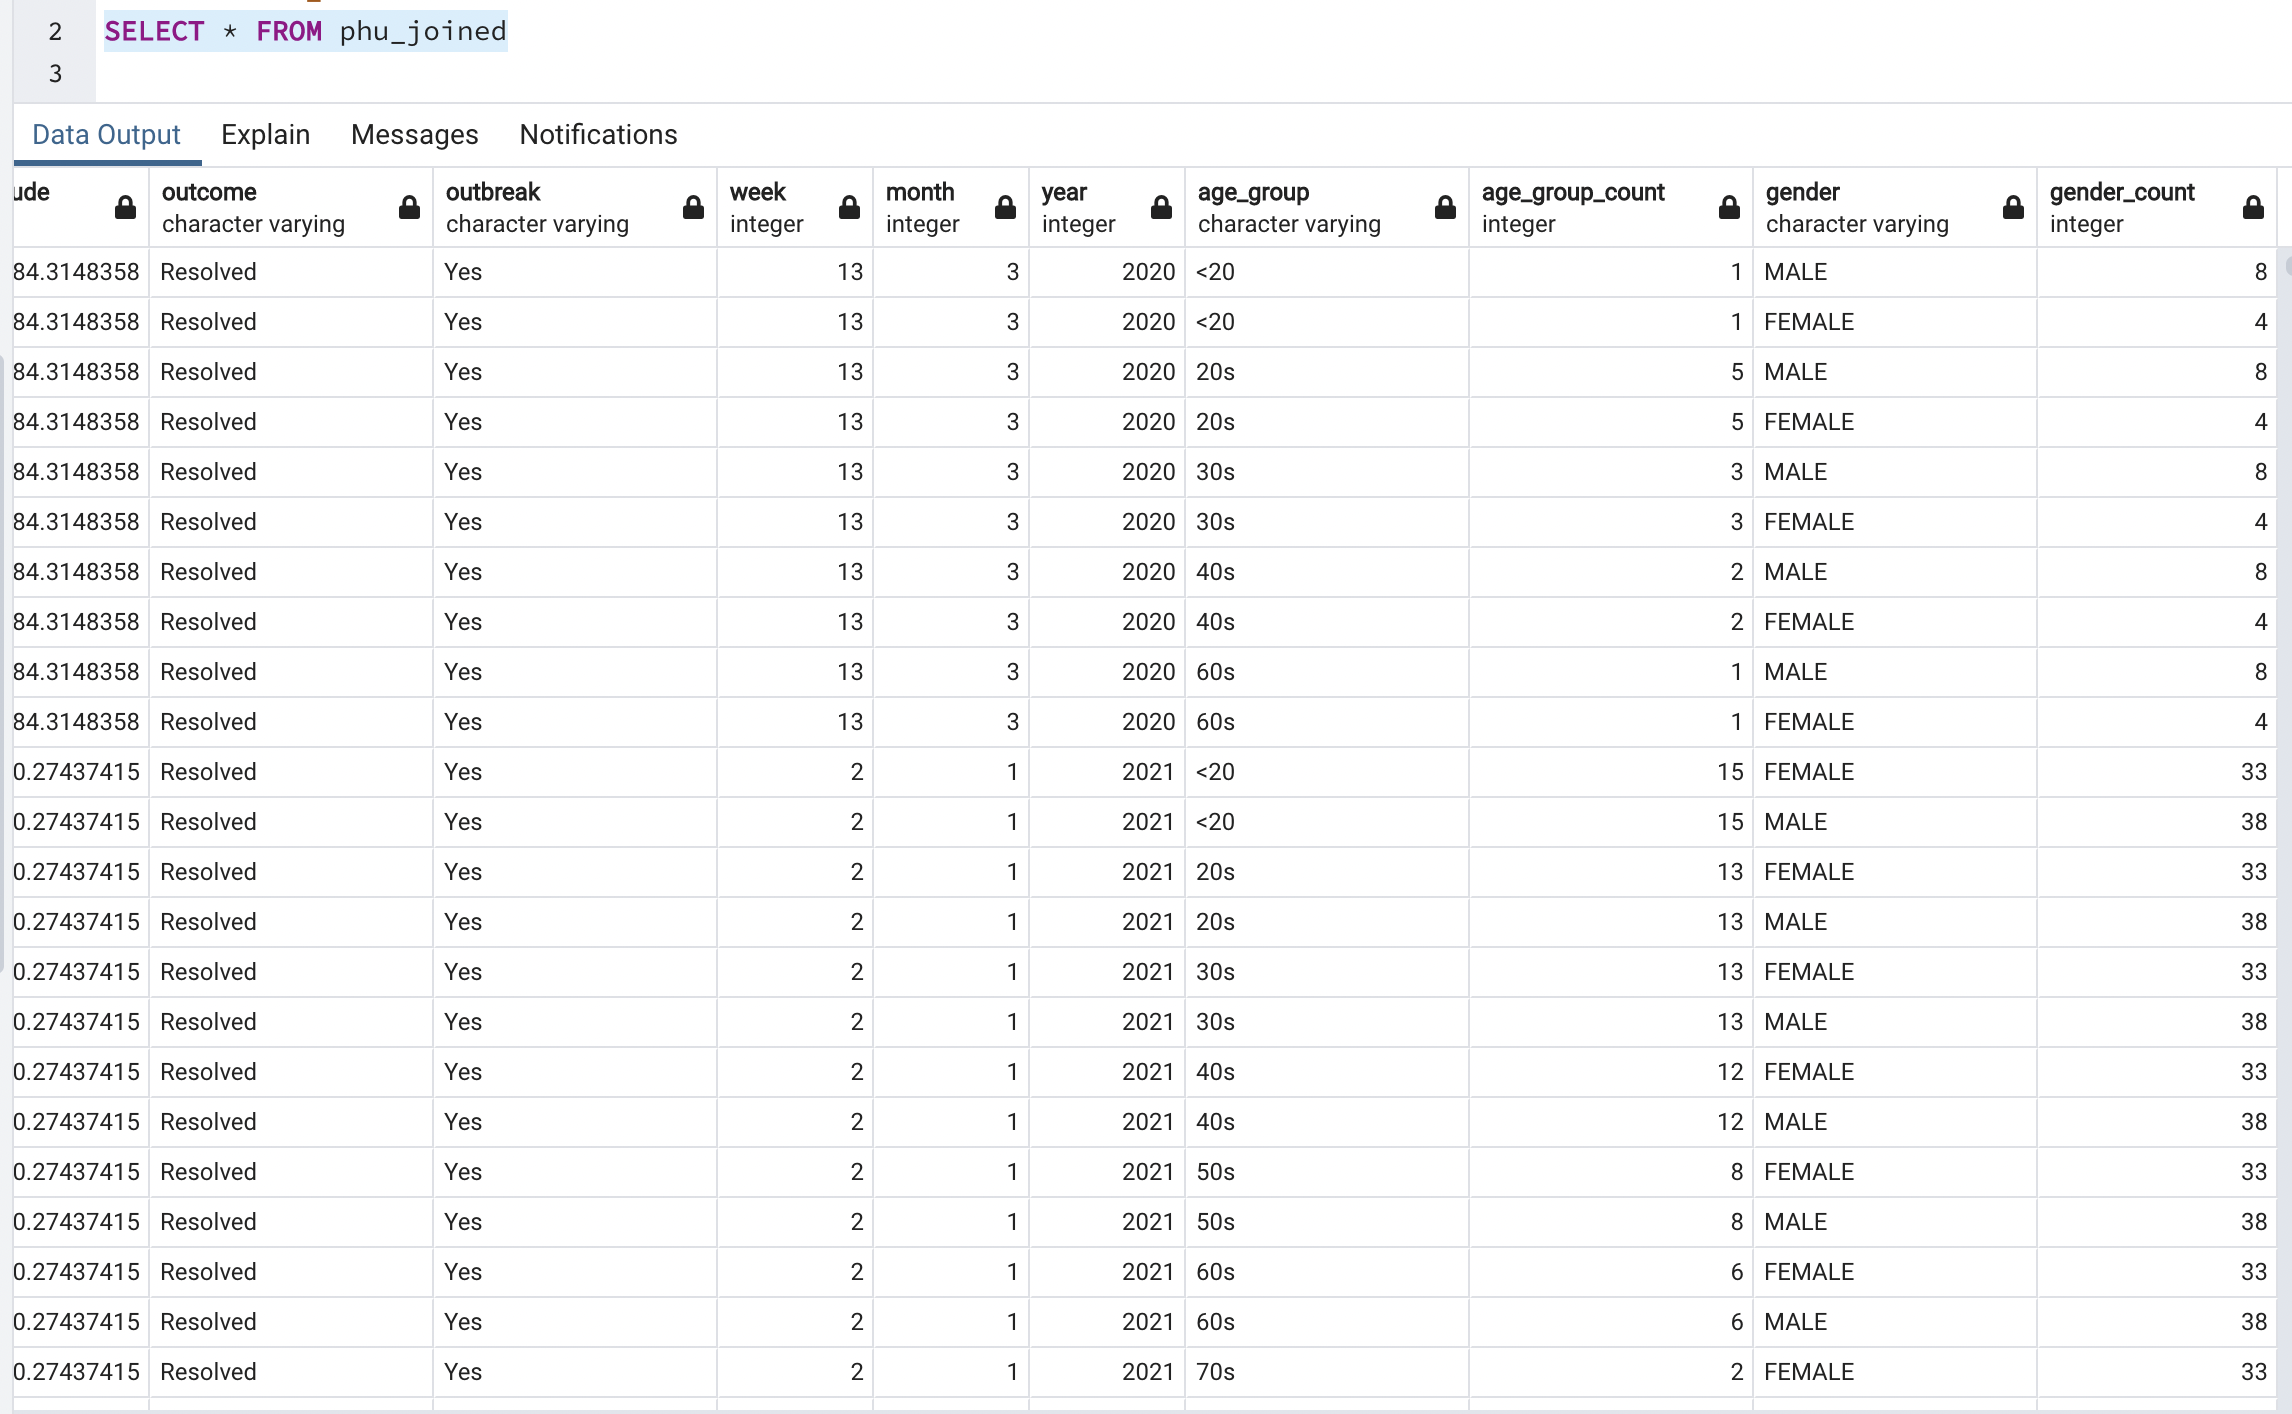 2 SELECT * FROM phu_joined
3
Data Output Explain Messages Notifications
ude outcome outbreak week month year age_group age_group_count gender gender_count
character varying character varying integer integer integer character varying integer character varying integer
84.3148358 Resolved Yes 13 3 2020 <20 1 MALE 8
84.3148358 Resolved Yes 13 3 2020 <20 1 FEMALE 4
84.3148358 Resolved Yes 13 3 2020 20s 5 MALE 8
84.3148358 Resolved Yes 13 3 2020 20s 5 FEMALE 4
84.3148358 Resolved Yes 13 3 2020 30s 3 MALE 8
84.3148358 Resolved Yes 13 3 2020 30s 3 FEMALE 4
84.3148358 Resolved Yes 13 3 2020 40s 2 MALE 8
84.3148358 Resolved Yes 13 3 2020 40s 2 FEMALE 4
84.3148358 Resolved Yes 13 3 2020 60s 1 MALE 8
84.3148358 Resolved Yes 13 3 2020 60s 1 FEMALE 4
0.27437415 Resolved Yes 2 1 2021 <20 15 FEMALE 33
0.27437415 Resolved Yes 2 1 2021 <20 15 MALE 38
0.27437415 Resolved Yes 2 1 2021 20s 13 FEMALE 33
0.27437415 Resolved Yes 2 1 2021 20s 13 MALE 38
0.27437415 Resolved Yes 2 1 2021 30s 13 FEMALE 33
0.27437415 Resolved Yes 2 1 2021 30s 13 MALE 38
0.27437415 Resolved Yes 2 1 2021 40s 12 FEMALE 33
0.27437415 Resolved Yes 2 1 2021 40s 12 MALE 38
0.27437415 Resolved Yes 2 1 2021 50s 8 FEMALE 33
0.27437415 Resolved Yes 2 1 2021 50s 8 MALE 38
0.27437415 Resolved Yes 2 1 2021 60s 6 FEMALE 33
0.27437415 Resolved Yes 2 1 2021 60s 6 MALE 38
0.27437415 Resolved Yes 2 1 2021 70s 2 FEMALE 33